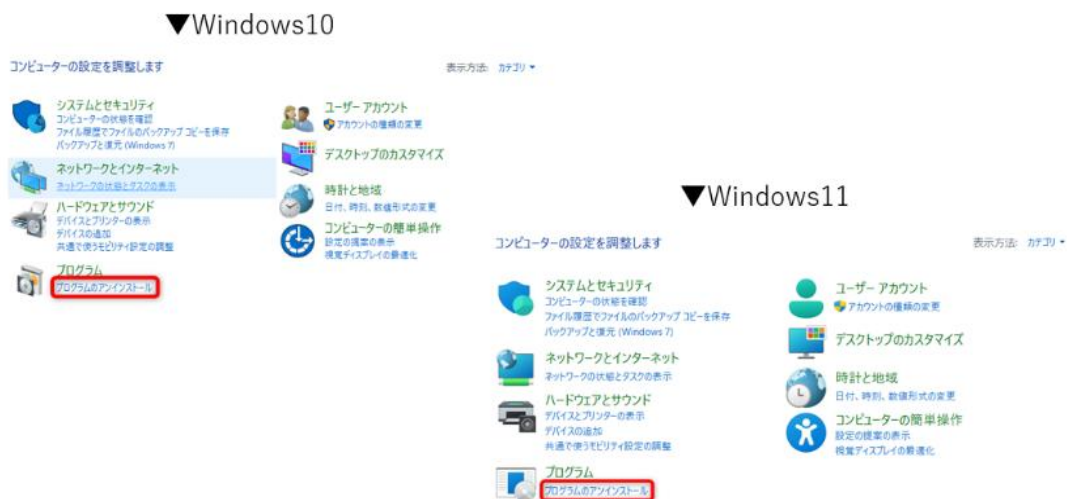 ▼Windows10
コンピューターの設定を調整します
表示方法: カテゴリ ▼
システムとセキュリティ
コンピューターの状態を確認
ファイル履歴でファイルのバックアップ コピーを保存
バックアップと復元 (Windows 7)
ネットワークとインターネット
ネットワークの状態とタスクの表示
ハードウェアとサウンド
デバイスとプリンターの表示
デバイスの追加
共通で使うモビリティ設定の調整
プログラム
プログラムのアンインストール
ユーザー アカウント
アカウントの種類の変更
デスクトップのカスタマイズ
時計と地域
日付、時刻、数値形式の変更
コンピューターの簡単操作
設定の提案の表示
視覚ディスプレイの最適化
▼Windows11
コンピューターの設定を調整します
表示方法: カテゴリ ▼
システムとセキュリティ
コンピューターの状態を確認
ファイル履歴でファイルのバックアップ コピーを保存
バックアップと復元 (Windows 7)
ネットワークとインターネット
ネットワークの状態とタスクの表示
ハードウェアとサウンド
デバイスとプリンターの表示
デバイスの追加
共通で使うモビリティ設定の調整
プログラム
プログラムのアンインストール
ユーザー アカウント
アカウントの種類の変更
デスクトップのカスタマイズ
時計と地域
日付、時刻、数値形式の変更
コンピューターの簡単操作
設定の提案の表示
視覚ディスプレイの最適化